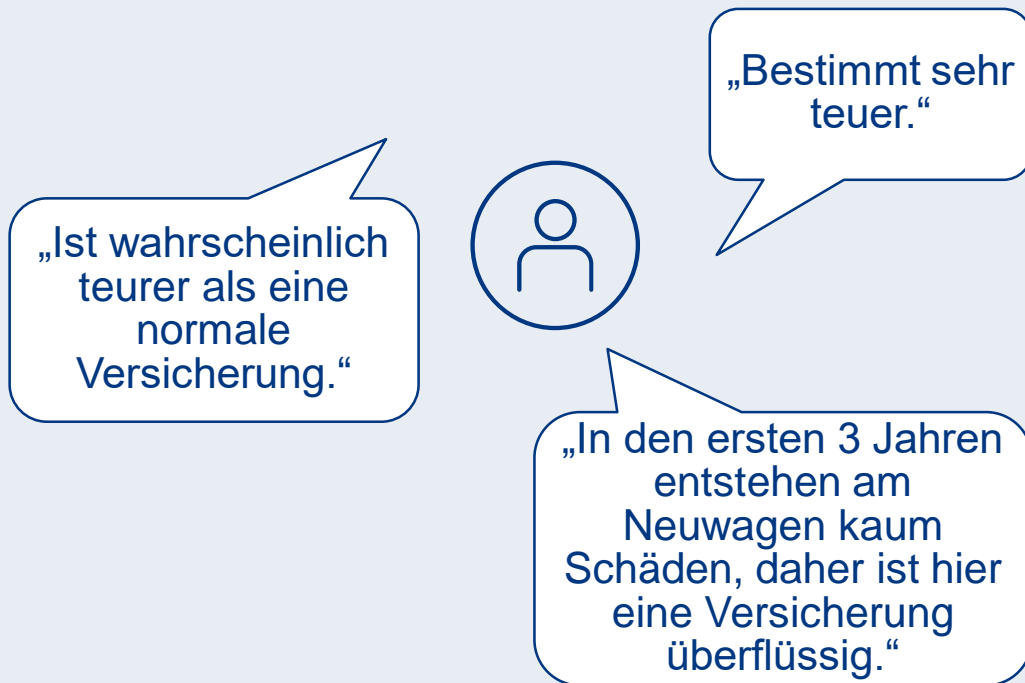 „Bestimmt sehr
teuer.“
„Ist wahrscheinlich
teurer als eine
normale
Versicherung.“
„In den ersten 3 Jahren
entstehen am
Neuwagen kaum
Schäden, daher ist hier
eine Versicherung
überflüssig.“